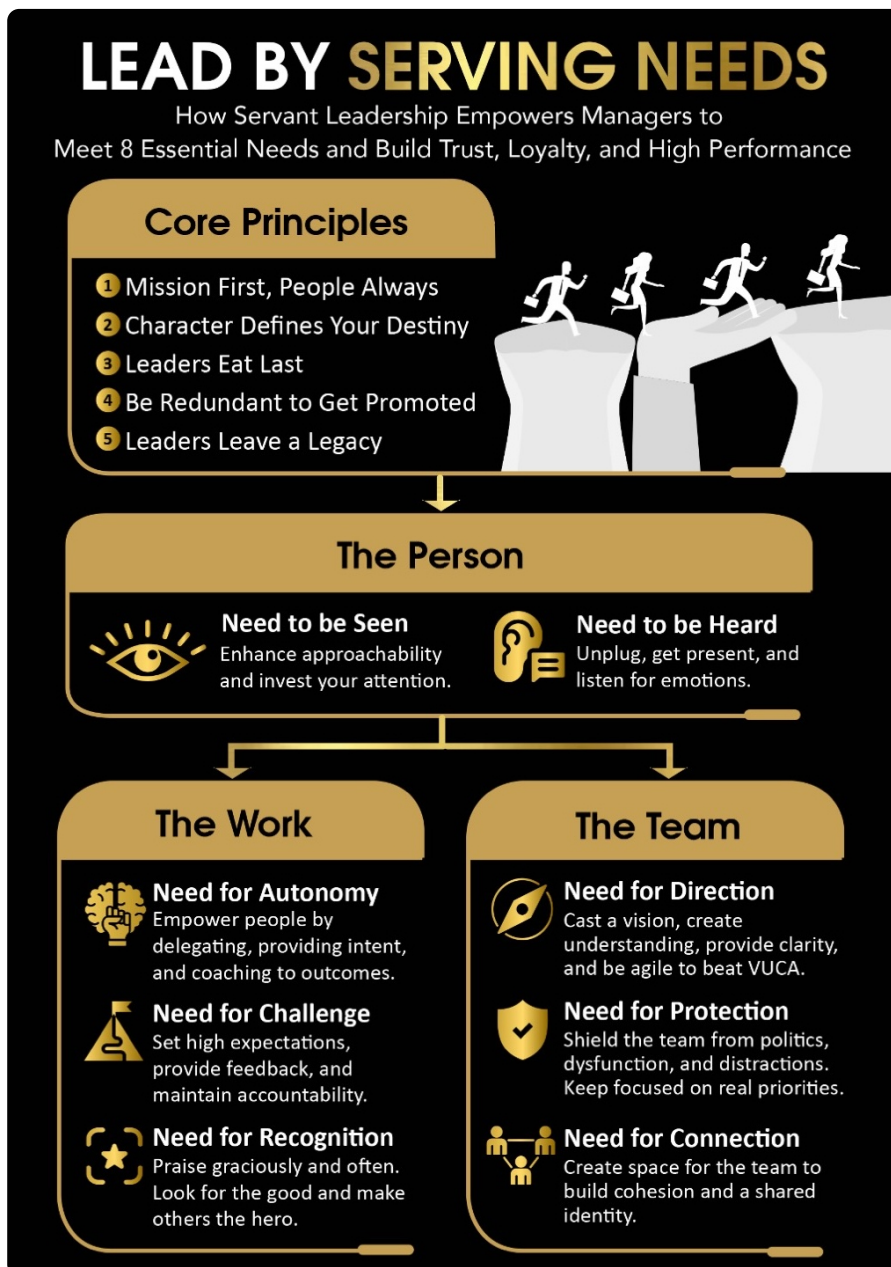 LEAD BY SERVING NEEDS
How Servant Leadership Empowers Managers to
Meet 8 Essential Needs and Build Trust, Loyalty, and High Performance
Core Principles
1 Mission First, People Always
2 Character Defines Your Destiny
3 Leaders Eat Last
4 Be Redundant to Get Promoted
5 Leaders Leave a Legacy
The Person
Need to be Seen
Enhance approachability
and invest your attention.
Need to be Heard
Unplug, get present, and
listen for emotions.
The Work
Need for Autonomy
Empower people by
delegating, providing intent,
and coaching to outcomes.
Need for Challenge
Set high expectations,
provide feedback, and
maintain accountability.
Need for Recognition
Praise graciously and often.
Look for the good and make
others the hero.
The Team
Need for Direction
Cast a vision, create
understanding, provide clarity,
and be agile to beat VUCA.
Need for Protection
Shield the team from politics,
dysfunction, and distractions.
Keep focused on real priorities.
Need for Connection
Create space for the team to
build cohesion and a shared
identity.